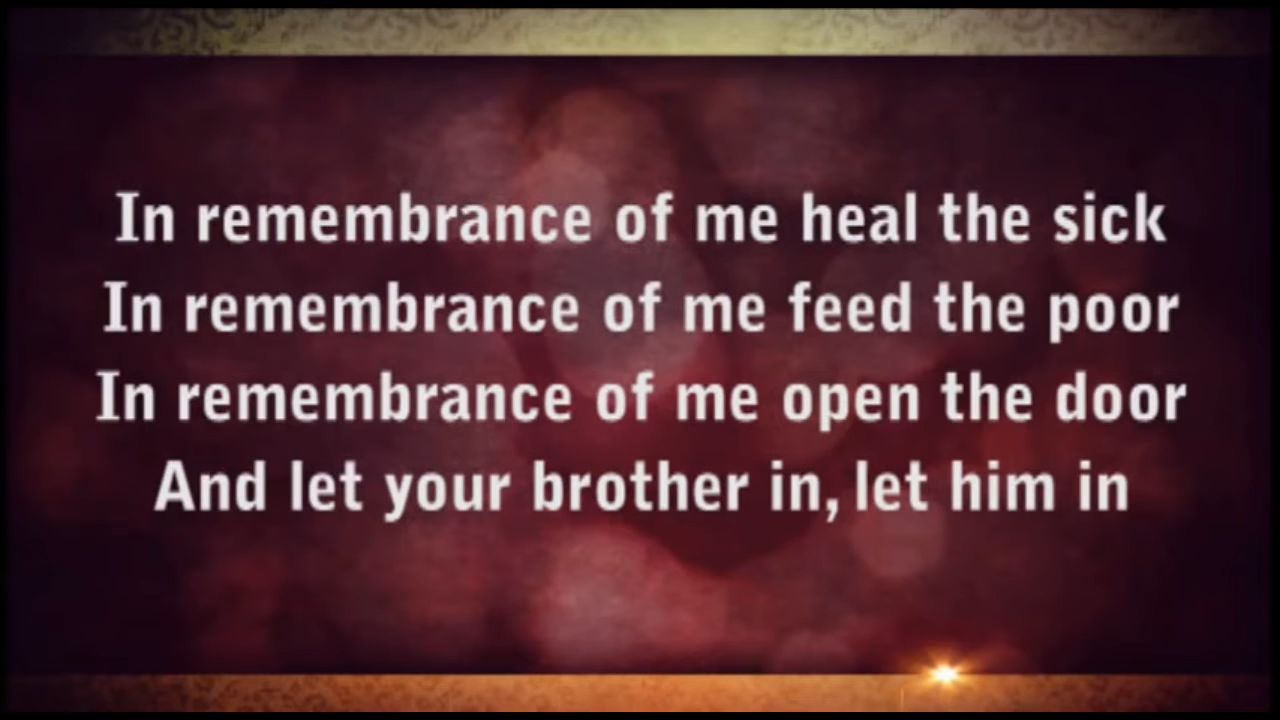 In remembrance of me heal the sick
In remembrance of me feed the poor
In remembrance of me open the door
And let your brother in, let him in